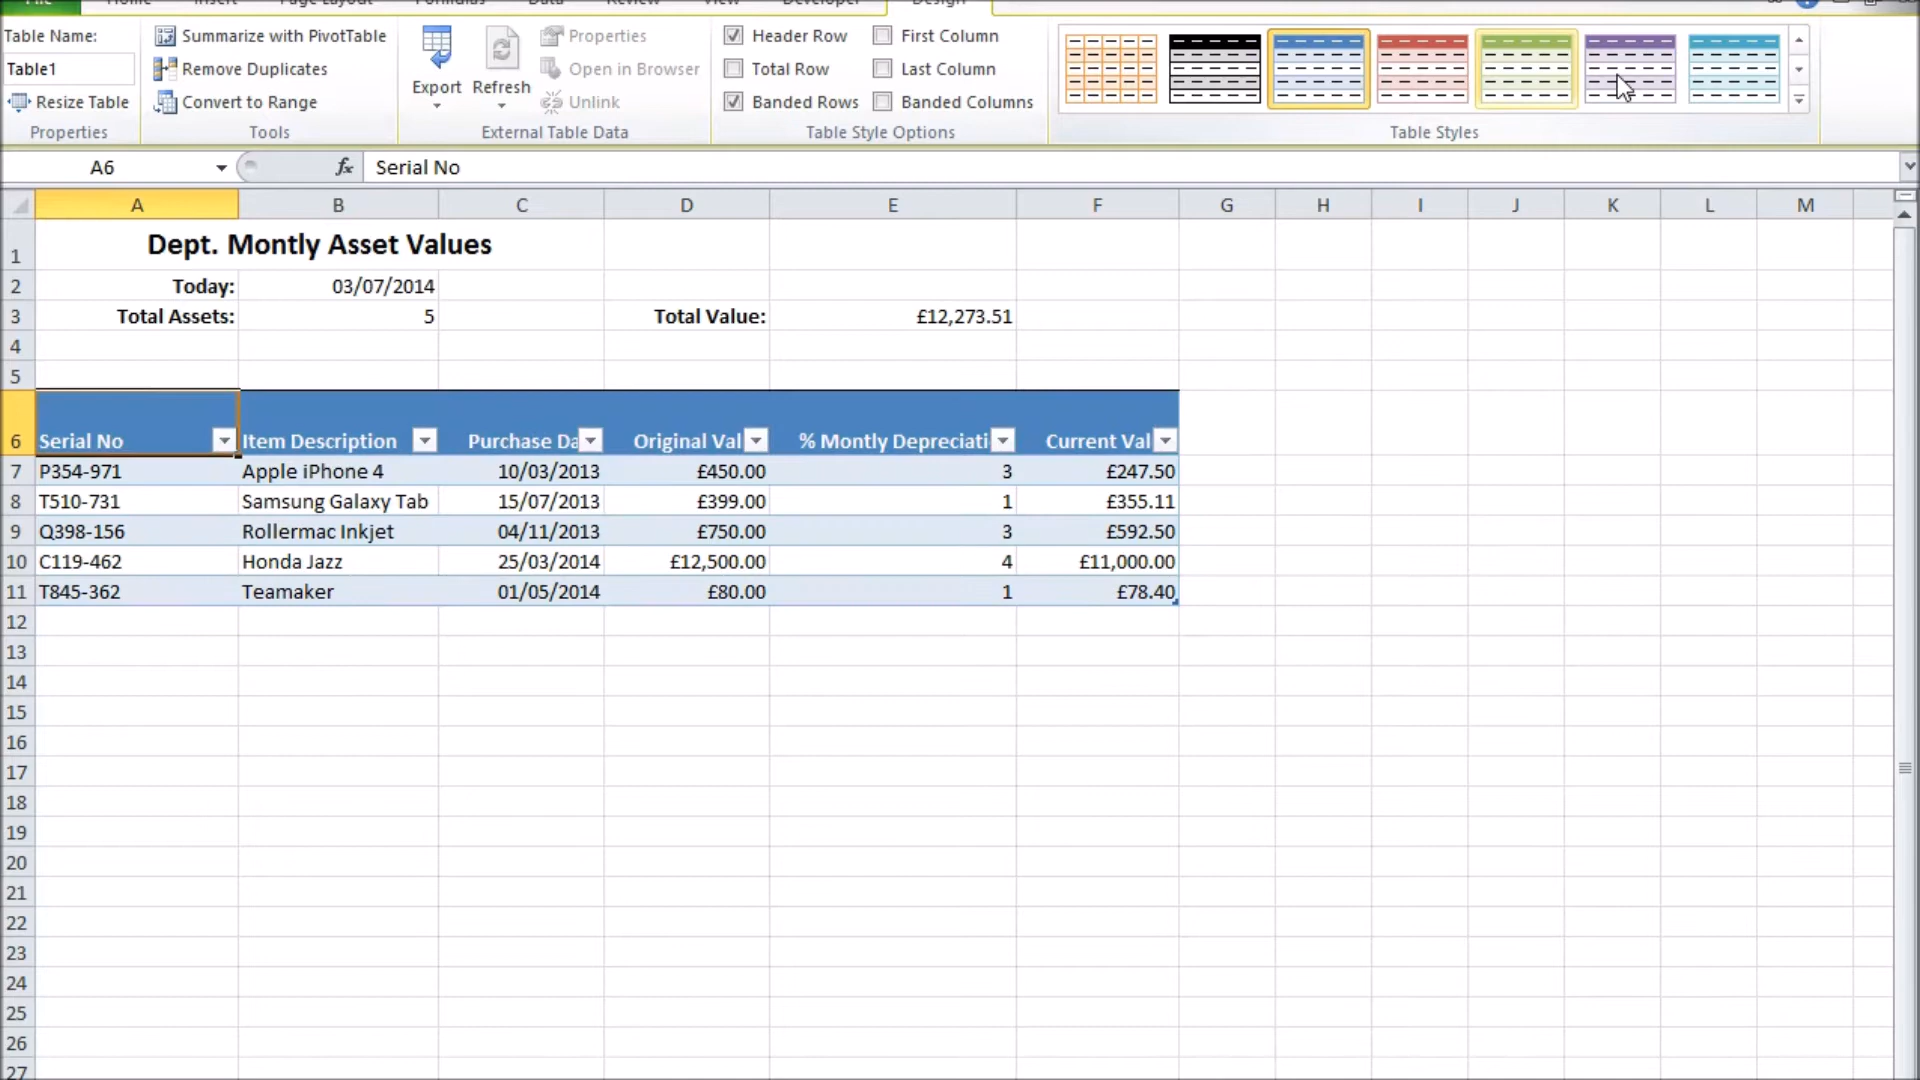 File Home Insert Page Layout Formulas Data Review View Developer Design
Table Name:
Table1
Resize Table
Properties
Summarize with PivotTable
Remove Duplicates
Convert to Range
Tools
Export Refresh
Properties
Open in Browser
Unlink
External Table Data
Header Row First Column
Total Row Last Column
Banded Rows Banded Columns
Table Style Options
Table Styles
A6 fx Serial No
A B C D E F G H I J K L M
1 Dept. Montly Asset Values
2 Today: 03/07/2014
3 Total Assets: 5 Total Value: £12,273.51
4
5
6 Serial No Item Description Purchase Da Original Val % Montly Depreciati Current Val
7 P354-971 Apple iPhone 4 10/03/2013 £450.00 3 £247.50
8 T510-731 Samsung Galaxy Tab 15/07/2013 £399.00 1 £355.11
9 Q398-156 Rollermac Inkjet 04/11/2013 £750.00 3 £592.50
10 C119-462 Honda Jazz 25/03/2014 £12,500.00 4 £11,000.00
11 T845-362 Teamaker 01/05/2014 £80.00 1 £78.40
12
13
14
15
16
17
18
19
20
21
22
23
24
25
26
27